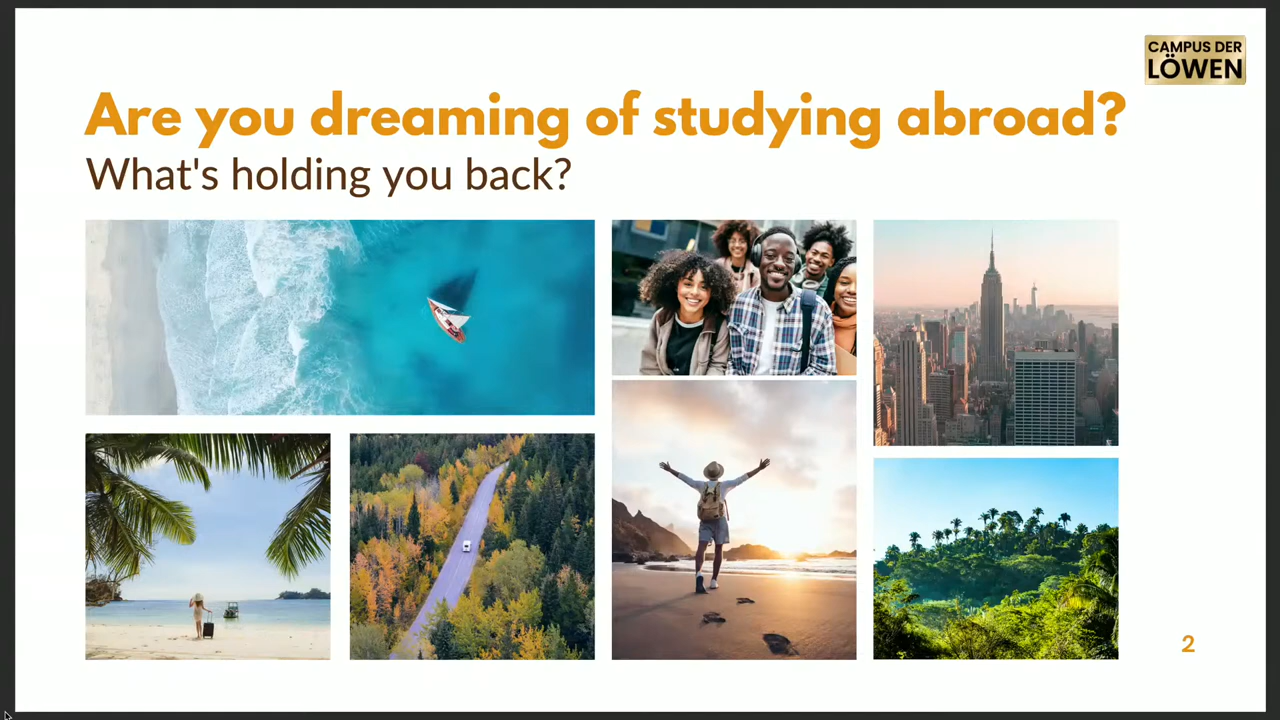 CAMPUS DER
LÖWEN
Are you dreaming of studying abroad?
What's holding you back?
2